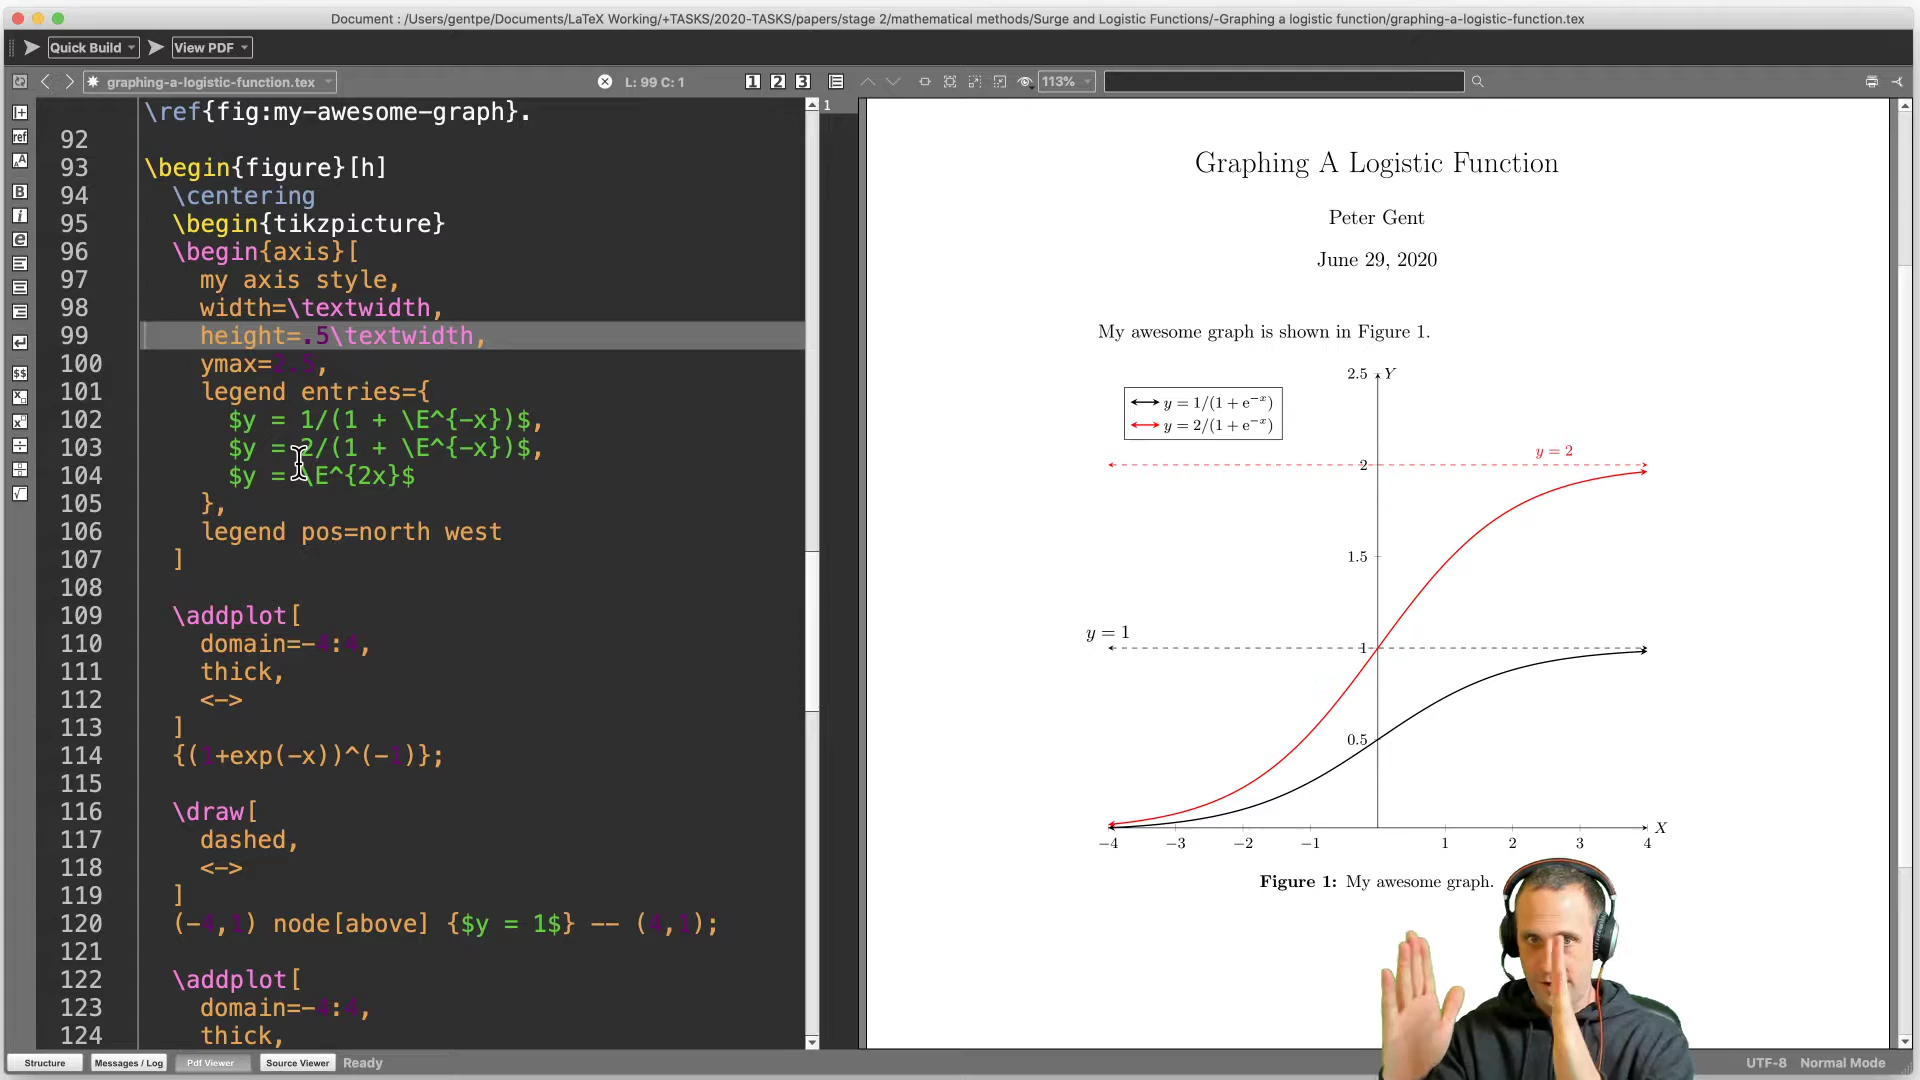 Document : /Users/gentpe/Documents/LaTeX Working/+TASKS/2020-TASKS/papers/stage 2/mathematical methods/Surge and Logistic Functions/-Graphing a logistic function/graphing-a-logistic-function.tex
Quick Build
View PDF
graphing-a-logistic-function.tex
L: 99 C: 1
1 2 3
113%
\ref{fig:my-awesome-graph}.
92
93 \begin{figure}[h]
94 \centering
95 \begin{tikzpicture}
96 \begin{axis}[
97 my axis style,
98 width=\textwidth,
99 height=.5\textwidth,
100 ymax=2.5,
101 legend entries={
102 $y = 1/(1 + \E^{-x})$,
103 $y = 2/(1 + \E^{-x})$,
104 $y = \E^{2x}$
105 },
106 legend pos=north west
107 ]
108
109 \addplot[
110 domain=-4:4,
111 thick,
112 <->
113 ]
114 {(1+exp(-x))^(-1)};
115
116 \draw[
117 dashed,
118 <->
119 ]
120 (-4,1) node[above] {$y = 1$} -- (4,1);
121
122 \addplot[
123 domain=-4:4,
124 thick,
1
Graphing A Logistic Function
Peter Gent
June 29, 2020
My awesome graph is shown in Figure 1.
2.5 Y
y = 1/(1 + e⁻ˣ)
y = 2/(1 + e⁻ˣ)
y = 2
2
1.5
y = 1
1
0.5
X
−4 −3 −2 −1 1 2 3 4
Figure 1: My awesome graph.
Structure
Messages / Log
Pdf Viewer
Source Viewer
Ready
UTF-8
Normal Mode